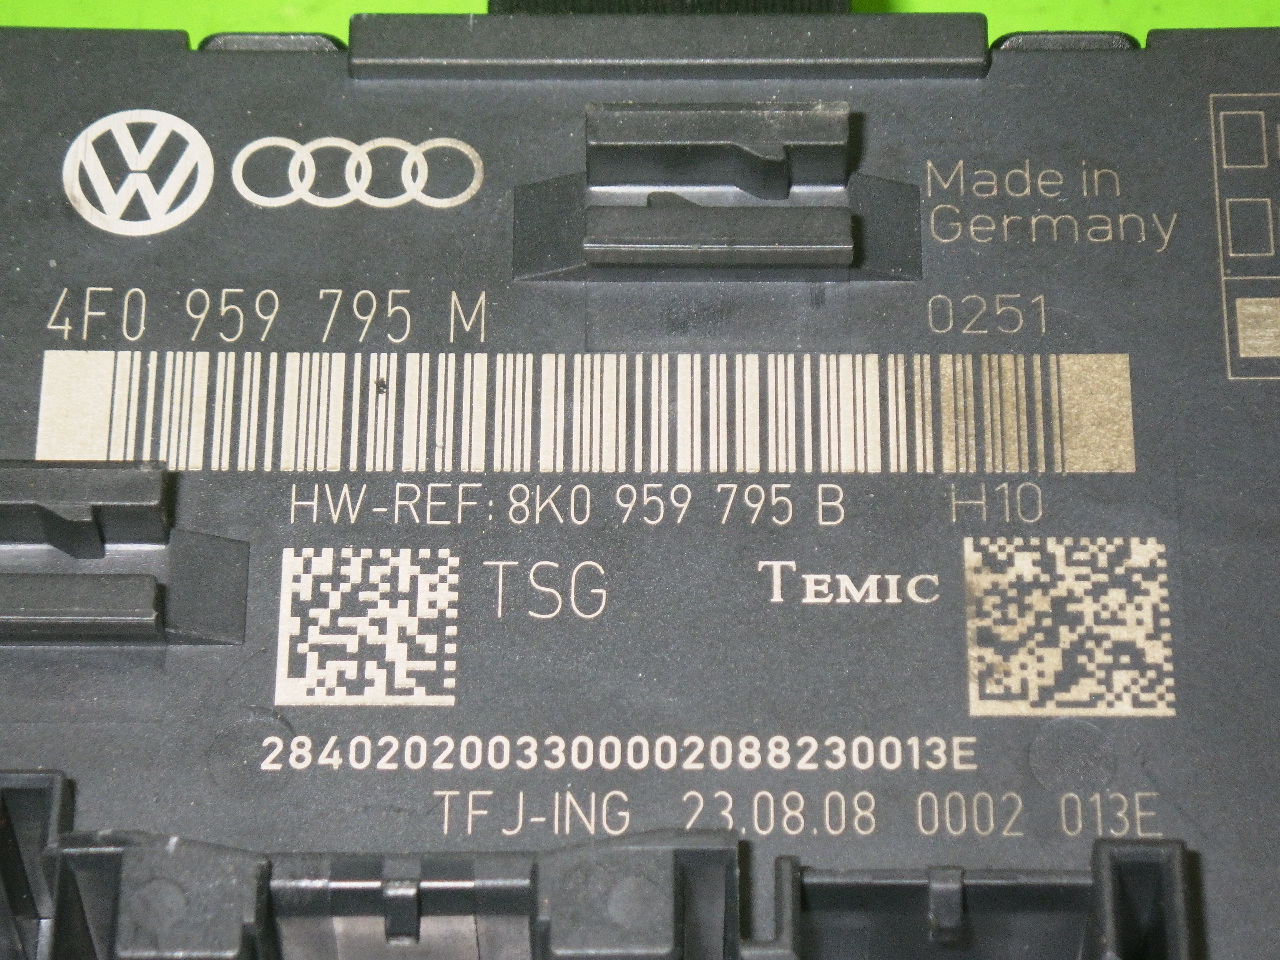 Made in
Germany
4F0 959 795 M 0251
HW-REF: 8K0 959 795 B H10
TSG TEMIC
2840202003300002088230013E
TFJ-ING 23.08.08 0002 013E